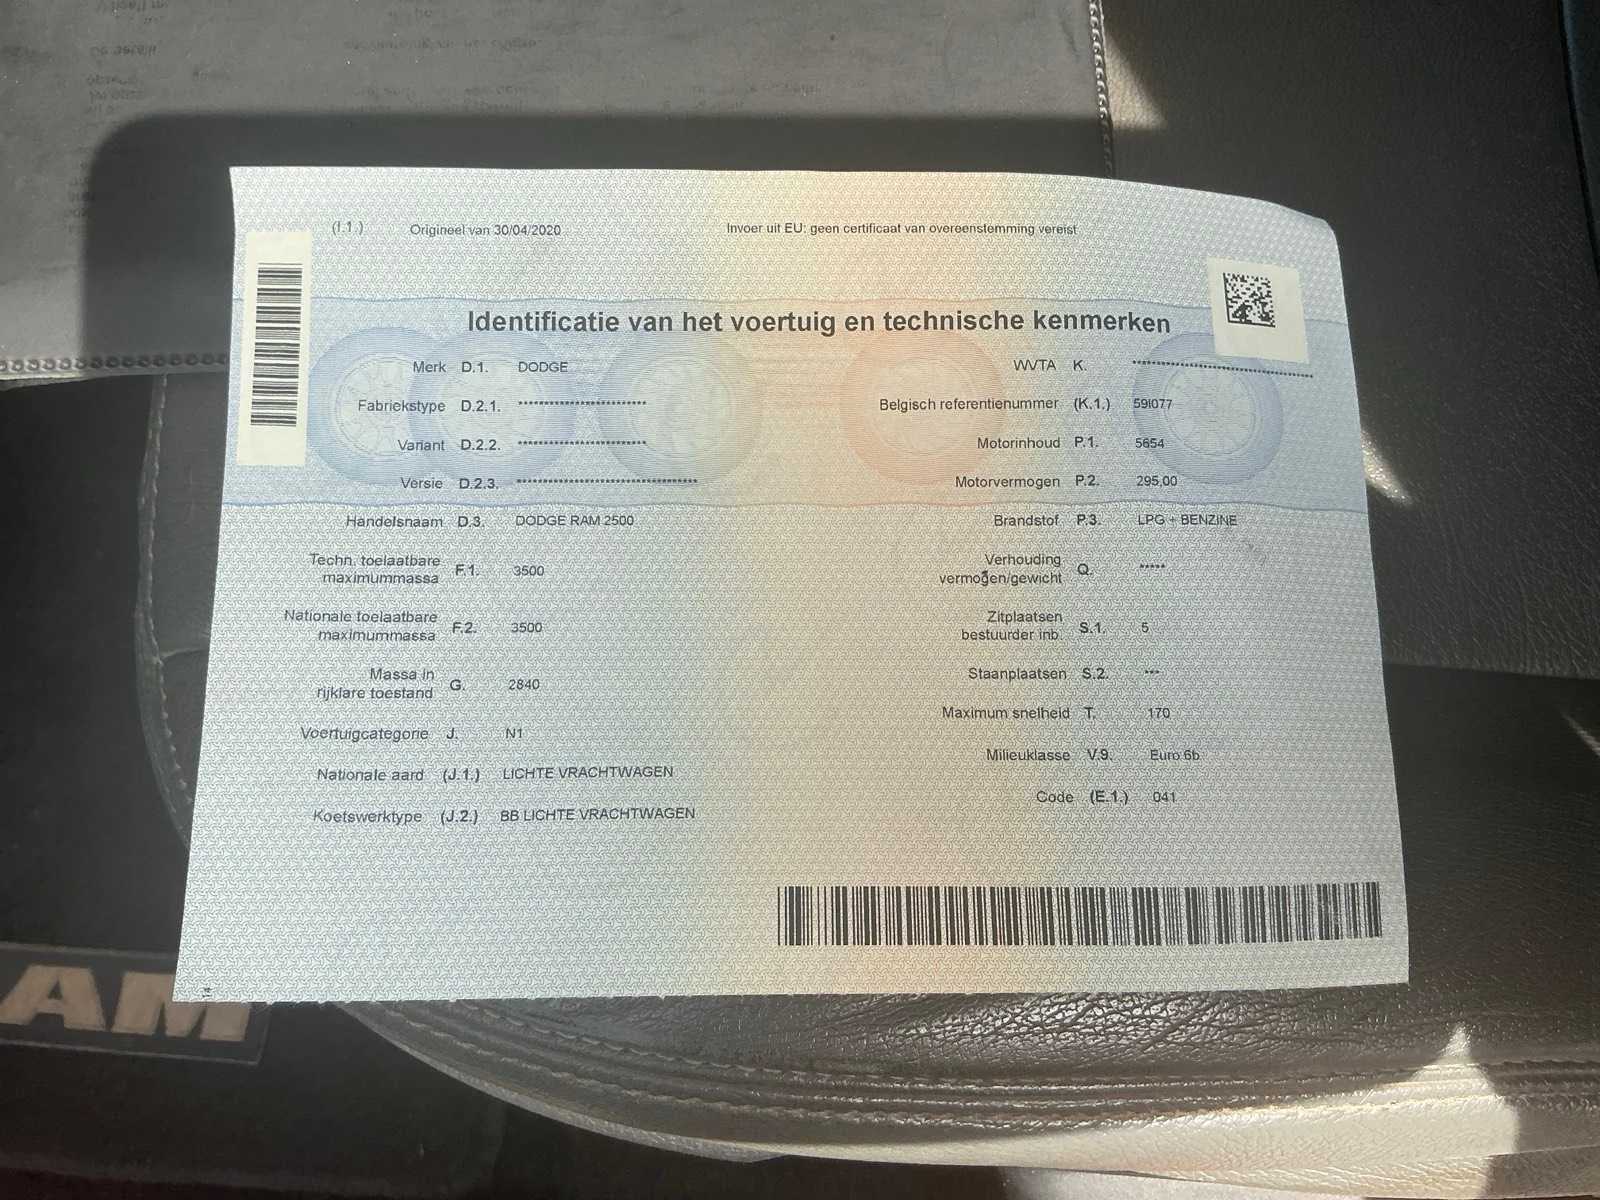 (I.1.) Origineel van 30/04/2020 Invoer uit EU: geen certificaat van overeenstemming vereist
Identificatie van het voertuig en technische kenmerken
Merk D.1. DODGE
Fabriekstype D.2.1. **********************
Variant D.2.2. **********************
Versie D.2.3. *******************************
Handelsnaam D.3. DODGE RAM 2500
Techn. toelaatbare
maximummassa F.1. 3500
Nationale toelaatbare
maximummassa F.2. 3500
Massa in
rijklare toestand G. 2840
Voertuigcategorie J. N1
Nationale aard (J.1.) LICHTE VRACHTWAGEN
Koetswerktype (J.2.) BB LICHTE VRACHTWAGEN
WVTA K. *******************************
Belgisch referentienummer (K.1.) 59I077
Motorinhoud P.1. 5654
Motorvermogen P.2. 295,00
Brandstof P.3. LPG + BENZINE
Verhouding
vermogen/gewicht Q. *****
Zitplaatsen
bestuurder inb. S.1. 5
Staanplaatsen S.2. ***
Maximum snelheid T. 170
Milieuklasse V.9. Euro 6b
Code (E.1.) 041
14
AM